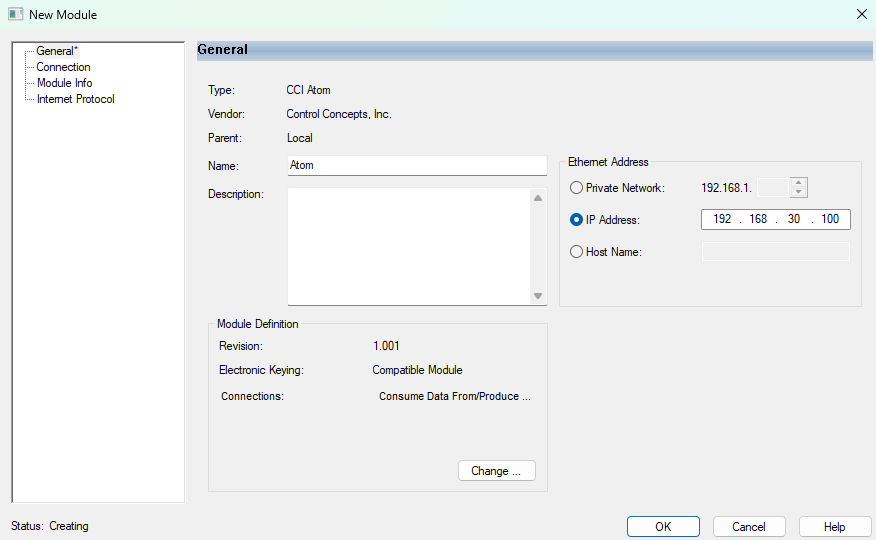 New Module
General*
Connection
Module Info
Internet Protocol
General
Type: CCI Atom
Vendor: Control Concepts, Inc.
Parent: Local
Name: Atom
Description:
Ethernet Address
Private Network: 192.168.1.
IP Address: 192 . 168 . 30 . 100
Host Name:
Module Definition
Revision: 1.001
Electronic Keying: Compatible Module
Connections: Consume Data From/Produce ...
Change ...
Status: Creating
OK
Cancel
Help